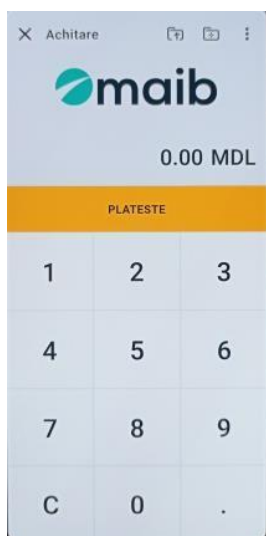 Achitare
maib
0.00 MDL
PLATESTE
1 2 3
4 5 6
7 8 9
C 0 .